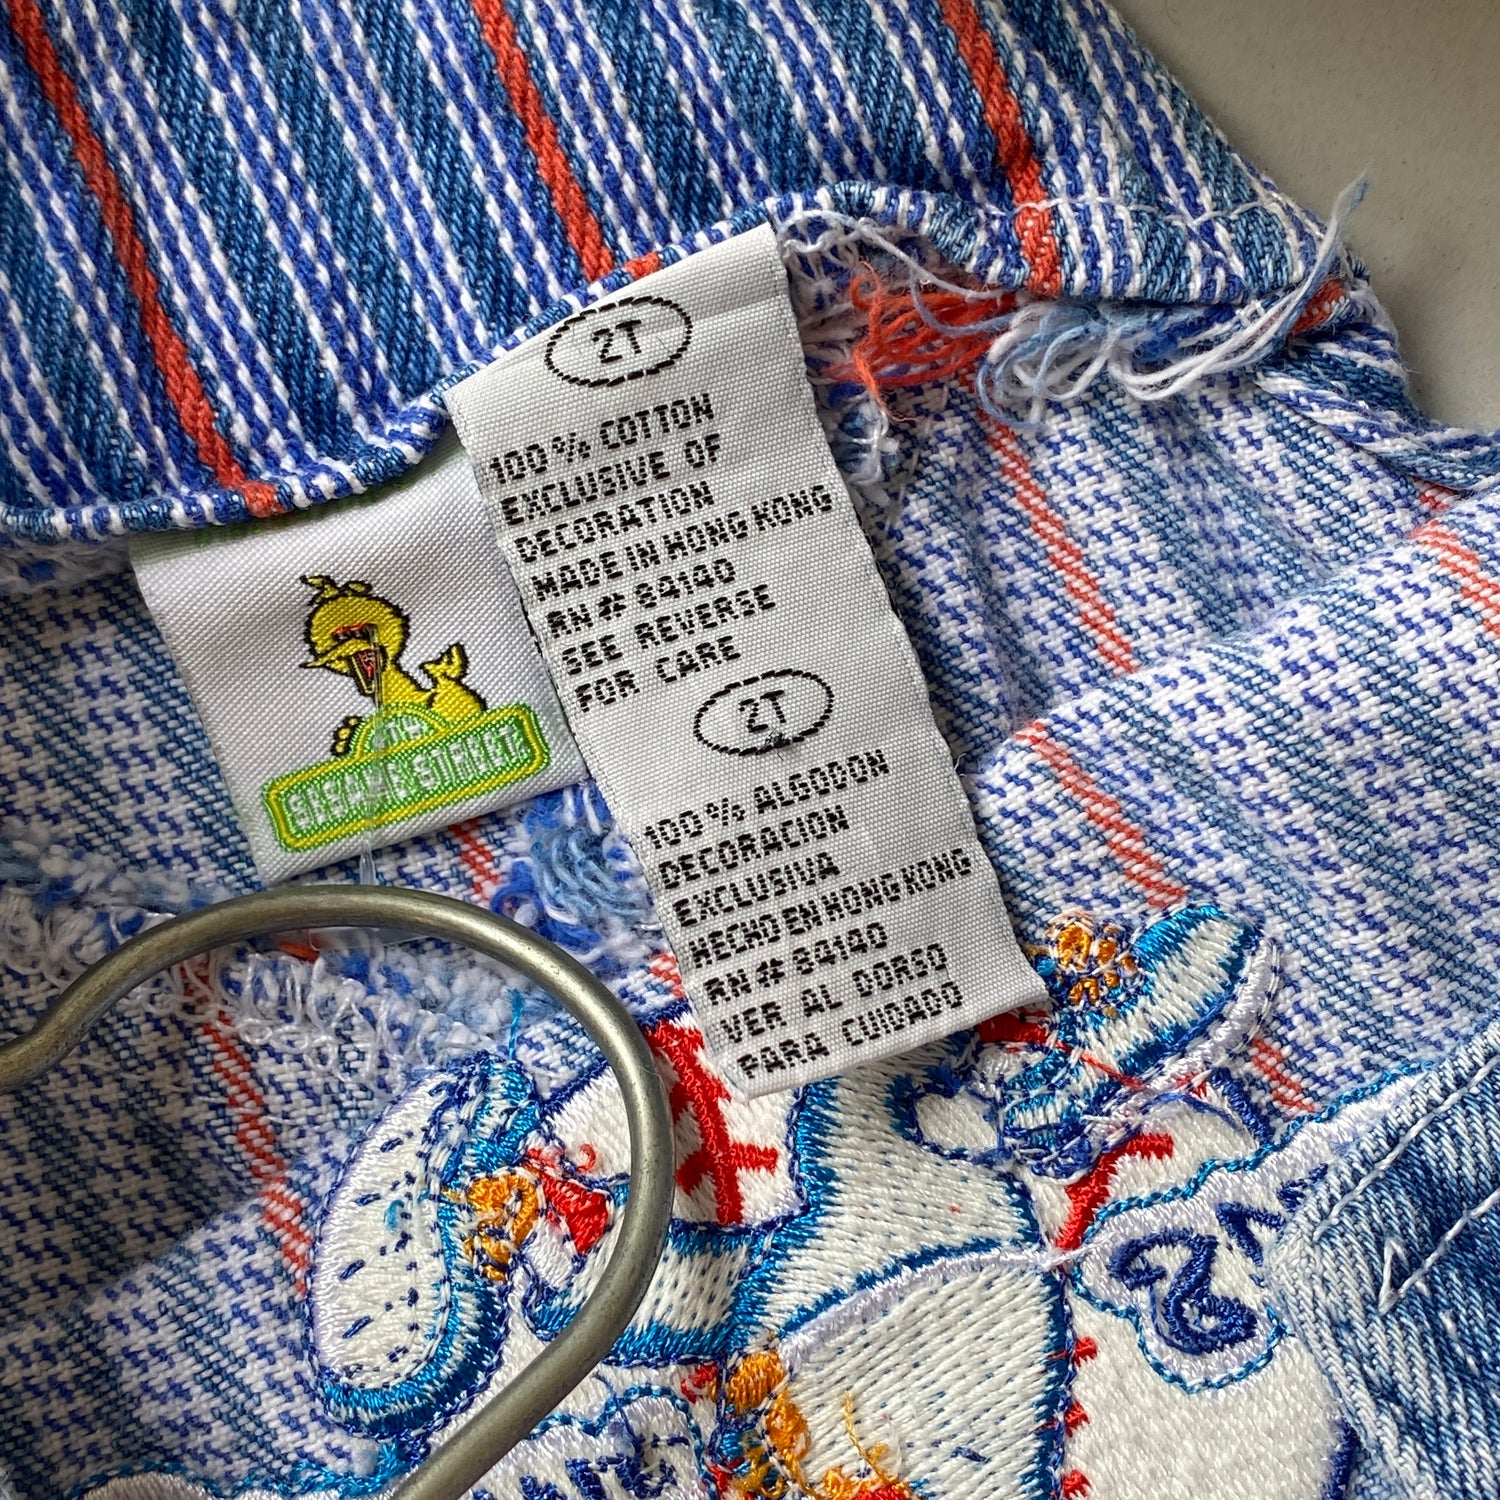 2T
100% COTTON
EXCLUSIVE OF
DECORATION
MADE IN HONG KONG
RN # 84140
SEE REVERSE
FOR CARE
2T
100% ALGODON
DECORACION
EXCLUSIVA
HECHO EN HONG KONG
RN # 84140
VER AL DORSO
PARA CUIDADO
SESAME STREET